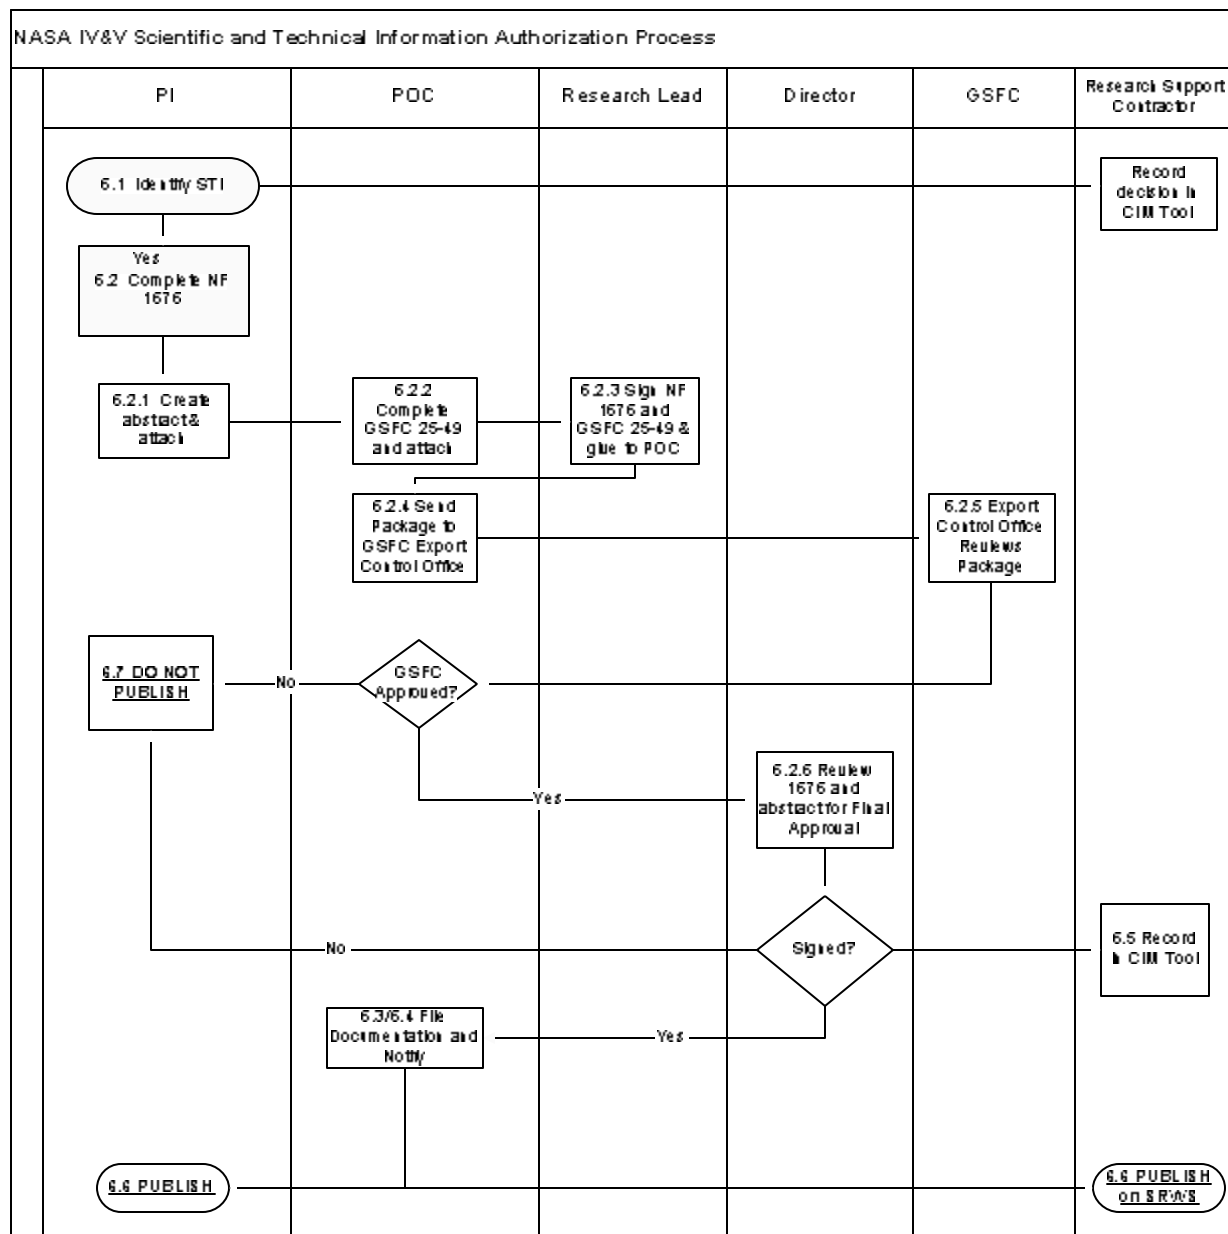 NASA IV&V Scientific and Technical Information Authorization Process
PI
POC
Research Lead
Director
GSFC
Research Support
Contractor
6.1 Identify STI
Record
decision in
CIM Tool
Yes
6.2 Complete NF
1676
6.2.1 Create
abstract &
attach
6.2.2
Complete
GSFC 25-49
and attach
6.2.3 Sign NF
1676 and
GSFC 25-49 &
give to POC
6.2.4 Send
Package to
GSFC Export
Control Office
6.2.5 Export
Control Office
Reviews
Package
6.7 DO NOT
PUBLISH
No
GSFC
Approved?
6.2.6 Review
1676 and
abstract for Final
Approval
Yes
No
Signed?
6.5 Record
in CIM Tool
6.3/6.4 File
Documentation and
Notify
Yes
6.6 PUBLISH
6.6 PUBLISH
on SRWS